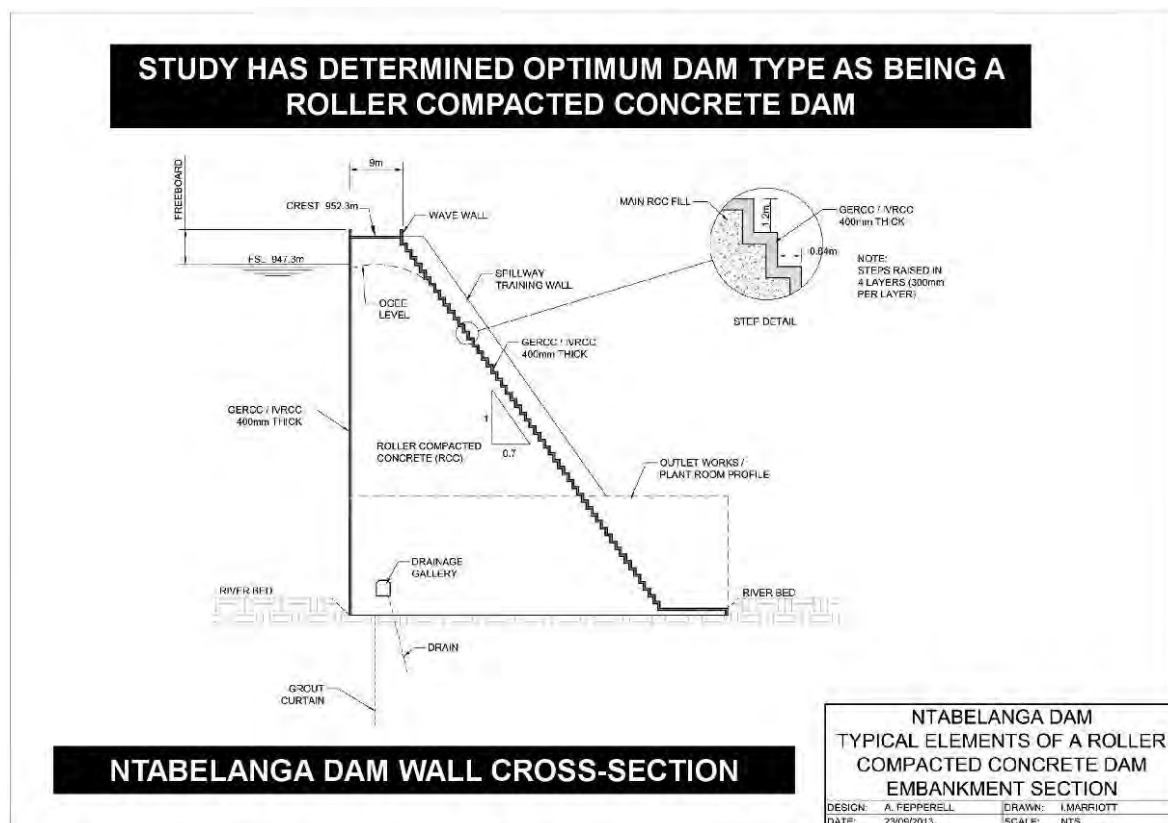 STUDY HAS DETERMINED OPTIMUM DAM TYPE AS BEING A
ROLLER COMPACTED CONCRETE DAM
FREEBOARD
9m
CREST 952.3m
WAVE WALL
FSL 947.3m
SPILLWAY
TRAINING WALL
OGEE
LEVEL
MAIN RCC FILL
1.2m
GERCC / IVRCC
400mm THICK
0.84m
NOTE:
STEPS RAISED IN
4 LAYERS (300mm
PER LAYER)
STEP DETAIL
GERCC / IVRCC
400mm THICK
GERCC / IVRCC
400mm THICK
1
0.7
ROLLER COMPACTED
CONCRETE (RCC)
OUTLET WORKS /
PLANT ROOM PROFILE
DRAINAGE
GALLERY
RIVER BED
RIVER BED
DRAIN
GROUT
CURTAIN
NTABELANGA DAM WALL CROSS-SECTION
NTABELANGA DAM
TYPICAL ELEMENTS OF A ROLLER
COMPACTED CONCRETE DAM
EMBANKMENT SECTION
DESIGN: A. PEPPERELL DRAWN: I.MARRIOTT
DATE: 23/09/2013 SCALE: NTS